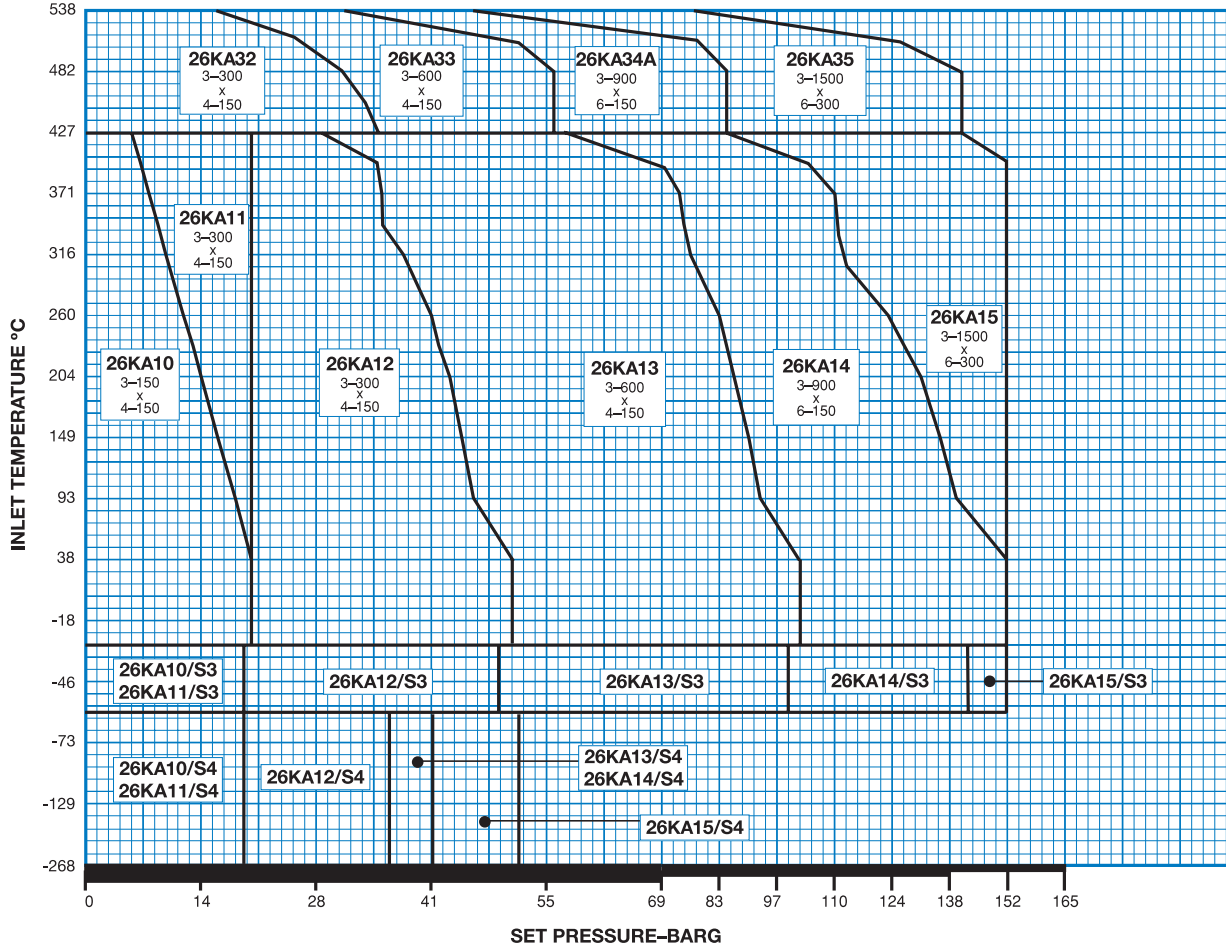 538
482
427
371
316
260
204
149
93
38
-18
-46
-73
-129
-268
INLET TEMPERATURE °C
26KA32
3–300
x
4–150
26KA33
3–600
x
4–150
26KA34A
3–900
x
6–150
26KA35
3–1500
x
6–300
26KA11
3–300
x
4–150
26KA10
3–150
x
4–150
26KA12
3–300
x
4–150
26KA13
3–600
x
4–150
26KA14
3–900
x
6–150
26KA15
3–1500
x
6–300
26KA10/S3
26KA11/S3
26KA12/S3
26KA13/S3
26KA14/S3
26KA15/S3
26KA10/S4
26KA11/S4
26KA12/S4
26KA13/S4
26KA14/S4
26KA15/S4
0 14 28 41 55 69 83 97 110 124 138 152 165
SET PRESSURE–BARG